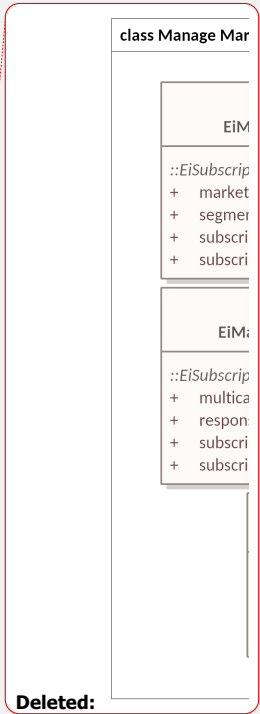 class Manage Mar
EiM
::EiSubscrip
+ market
+ segmen
+ subscri
+ subscri
EiMa
::EiSubscrip
+ multica
+ respons
+ subscri
+ subscri
Deleted: